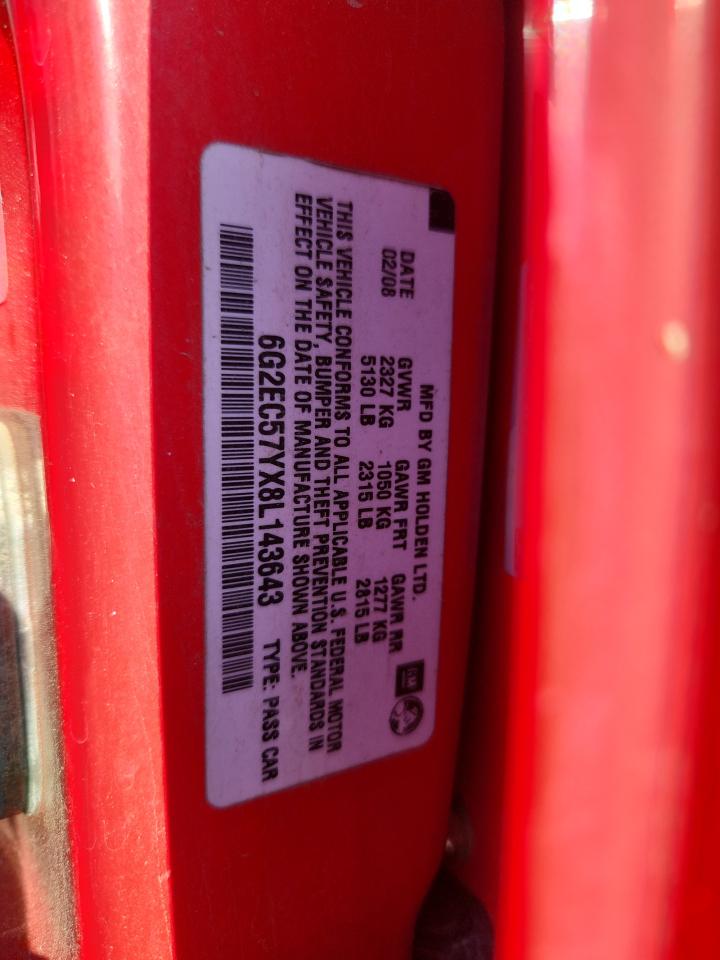 MFD BY GM HOLDEN LTD.
DATE GVWR GAWR FRT GAWR RR
02/08 2327 KG 1050 KG 1277 KG
5130 LB 2315 LB 2815 LB
GM
THIS VEHICLE CONFORMS TO ALL APPLICABLE U.S. FEDERAL MOTOR
VEHICLE SAFETY, BUMPER AND THEFT PREVENTION STANDARDS IN
EFFECT ON THE DATE OF MANUFACTURE SHOWN ABOVE.
6G2EC57YX8L143643 TYPE: PASS CAR